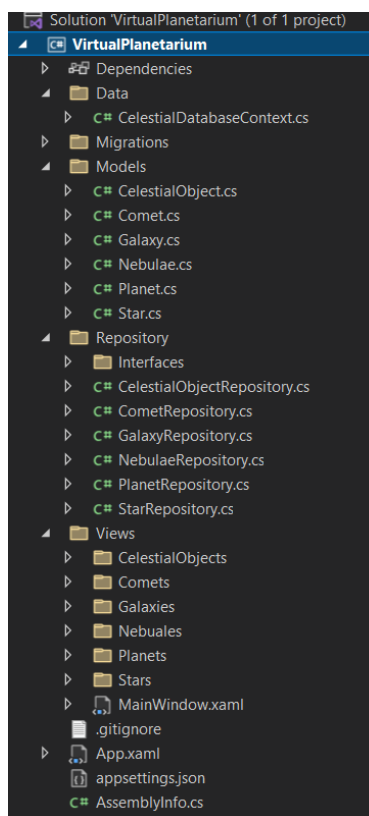 Solution 'VirtualPlanetarium' (1 of 1 project)
C# VirtualPlanetarium
Dependencies
Data
C# CelestialDatabaseContext.cs
Migrations
Models
C# CelestialObject.cs
C# Comet.cs
C# Galaxy.cs
C# Nebulae.cs
C# Planet.cs
C# Star.cs
Repository
Interfaces
C# CelestialObjectRepository.cs
C# CometRepository.cs
C# GalaxyRepository.cs
C# NebulaeRepository.cs
C# PlanetRepository.cs
C# StarRepository.cs
Views
CelestialObjects
Comets
Galaxies
Nebuales
Planets
Stars
MainWindow.xaml
.gitignore
App.xaml
appsettings.json
C# AssemblyInfo.cs